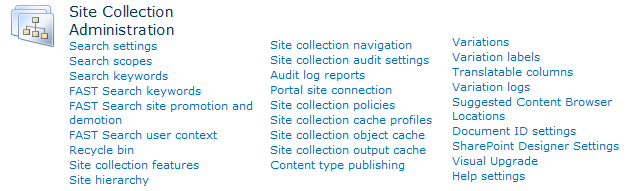 Site Collection
Administration
Search settings
Search scopes
Search keywords
FAST Search keywords
FAST Search site promotion and
demotion
FAST Search user context
Recycle bin
Site collection features
Site hierarchy
Site collection navigation
Site collection audit settings
Audit log reports
Portal site connection
Site collection policies
Site collection cache profiles
Site collection object cache
Site collection output cache
Content type publishing
Variations
Variation labels
Translatable columns
Variation logs
Suggested Content Browser
Locations
Document ID settings
SharePoint Designer Settings
Visual Upgrade
Help settings